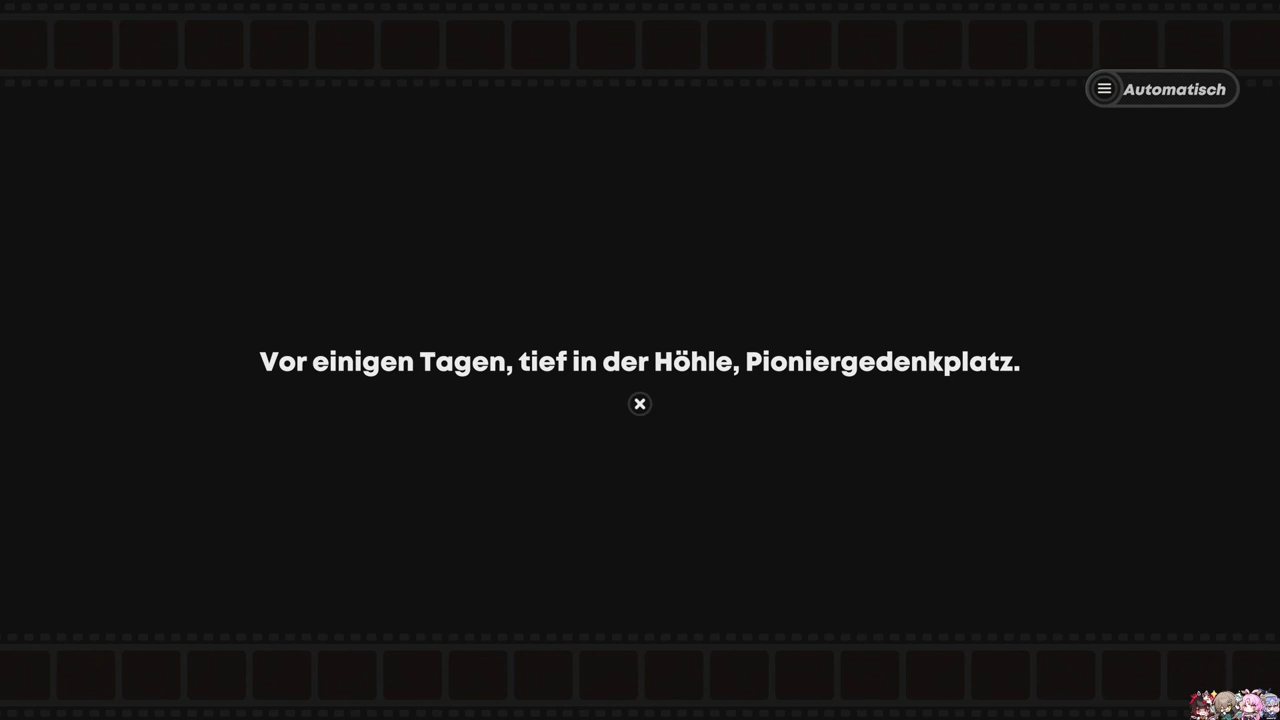 Automatisch
Vor einigen Tagen, tief in der Höhle, Pioniergedenkplatz.